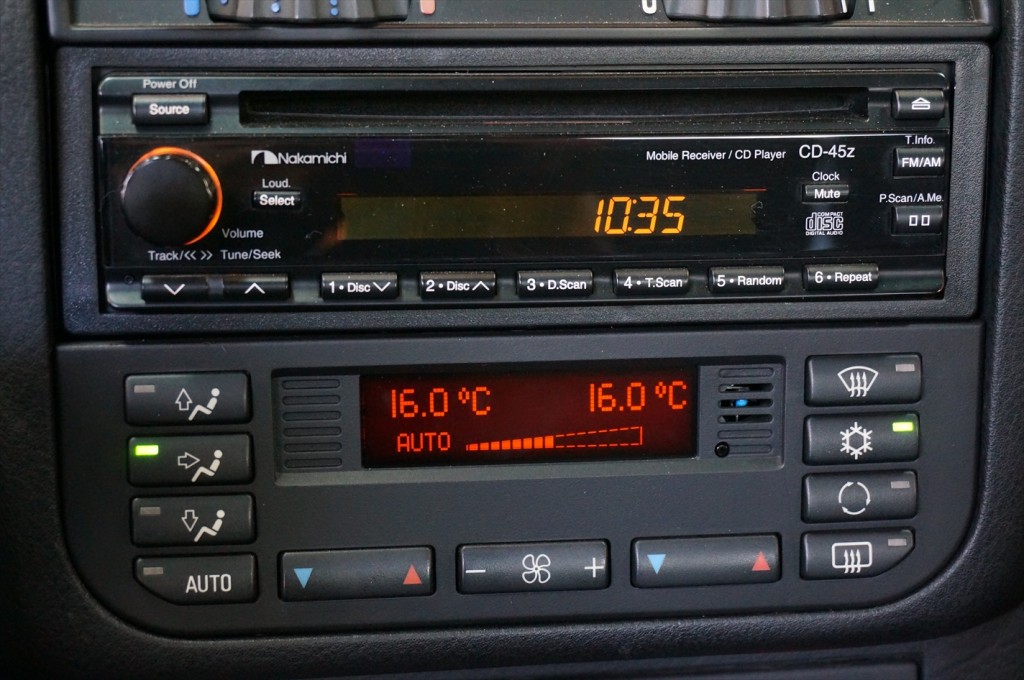 Power Off
Source
Nakamichi
Mobile Receiver / CD Player CD-45z
T.Info.
FM/AM
Loud.
Select
Clock
Mute
P.Scan/A.Me.
10:35
COMPACT
disc
DIGITAL AUDIO
Volume
Track/<< >> Tune/Seek
1 • Disc
2 • Disc
3 • D.Scan
4 • T.Scan
5 • Random
6 • Repeat
16.0 °C 16.0 °C
AUTO
AUTO
− +